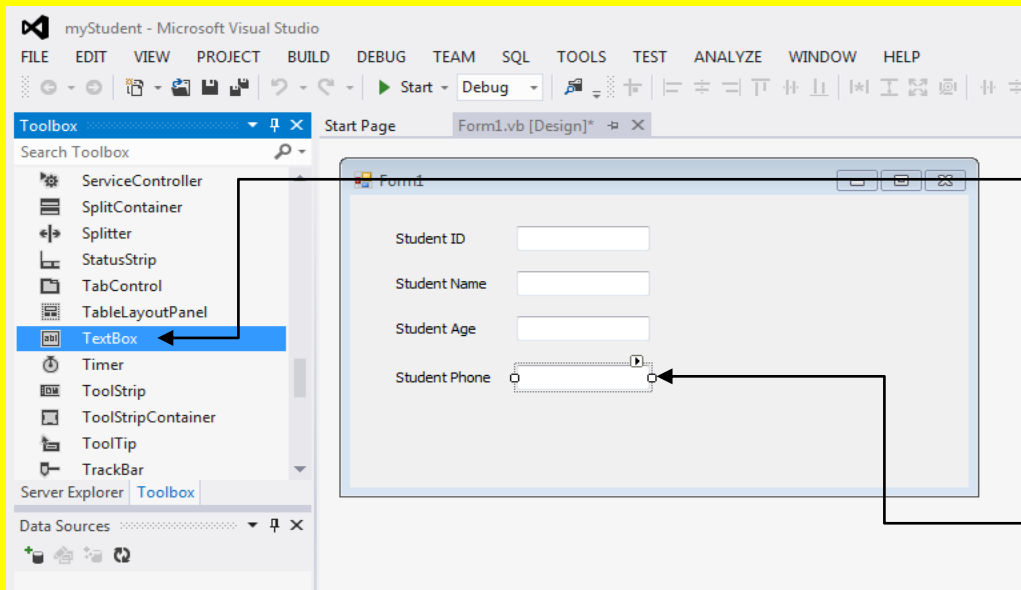 myStudent - Microsoft Visual Studio
FILE EDIT VIEW PROJECT BUILD DEBUG TEAM SQL TOOLS TEST ANALYZE WINDOW HELP
Start Debug
Toolbox
Start Page Form1.vb [Design]*
Search Toolbox
ServiceController
SplitContainer
Splitter
StatusStrip
TabControl
TableLayoutPanel
TextBox
Timer
ToolStrip
ToolStripContainer
ToolTip
TrackBar
Server Explorer Toolbox
Data Sources
Form1
Student ID
Student Name
Student Age
Student Phone